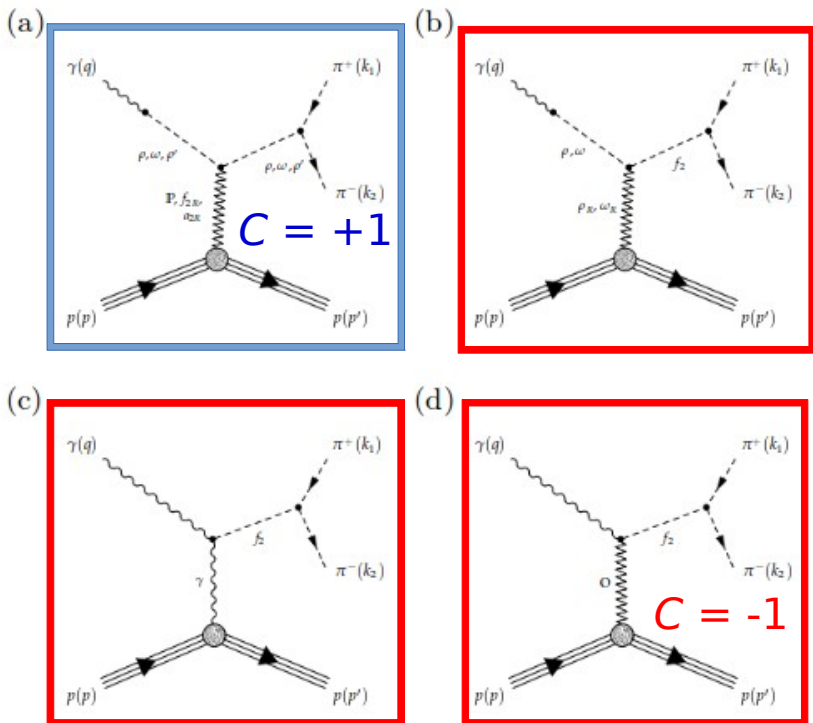 (a)
γ(q)
π⁺(k₁)
ρ, ω, ρ′
ρ, ω, ρ′
π⁻(k₂)
ℙ, f₂R,
a₂R
C = +1
p(p)
p(p′)
(b)
γ(q)
π⁺(k₁)
ρ, ω
f₂
π⁻(k₂)
ρR, ωR
p(p)
p(p′)
(c)
γ(q)
π⁺(k₁)
f₂
γ
π⁻(k₂)
p(p)
p(p′)
(d)
γ(q)
π⁺(k₁)
f₂
𝕆
π⁻(k₂)
C = -1
p(p)
p(p′)